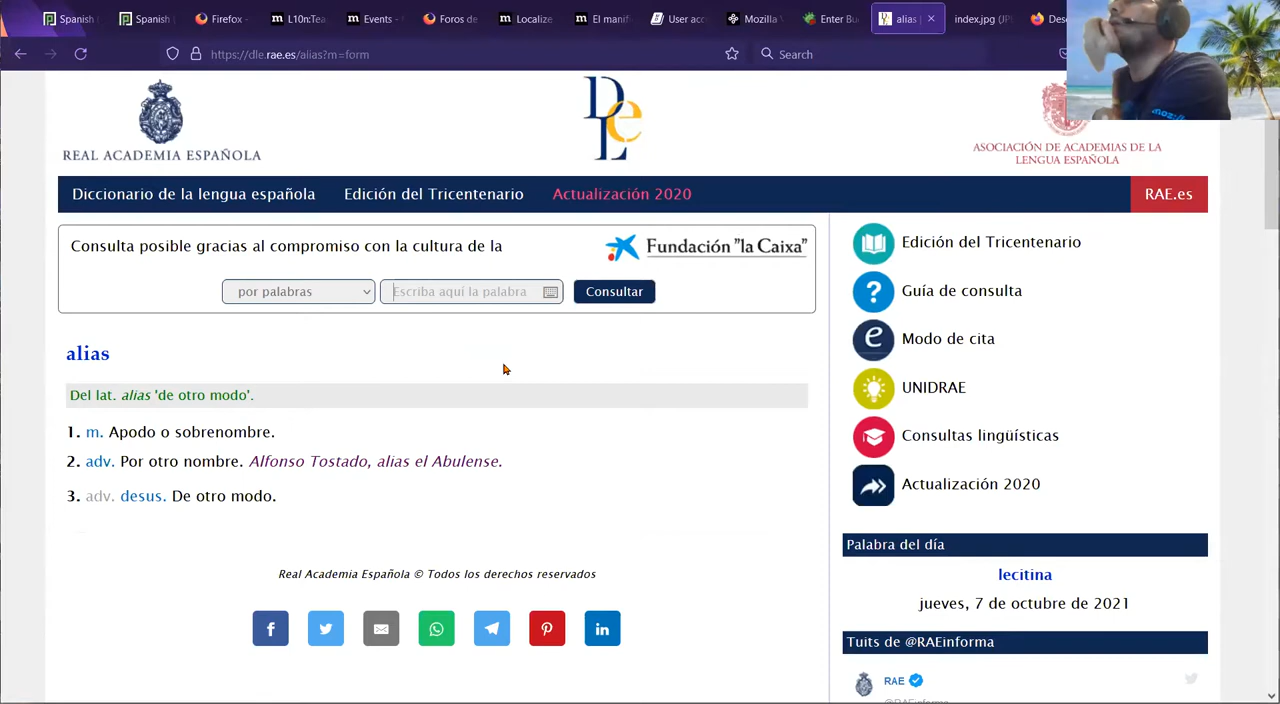 Spanish
Spanish
Firefox
L10n:Tea
Events -
Foros de
Localize
El manif
User acc
Mozilla
Enter Bu
alias
index.jpg (JP
Des
https://dle.rae.es/alias?m=form
Search
REAL ACADEMIA ESPAÑOLA
DLe
ASOCIACIÓN DE ACADEMIAS DE LA
LENGUA ESPAÑOLA
Diccionario de la lengua española
Edición del Tricentenario
Actualización 2020
RAE.es
Consulta posible gracias al compromiso con la cultura de la
Fundación "la Caixa"
por palabras
Escriba aquí la palabra
Consultar
alias
Del lat. alias 'de otro modo'.
1. m. Apodo o sobrenombre.
2. adv. Por otro nombre. Alfonso Tostado, alias el Abulense.
3. adv. desus. De otro modo.
Real Academia Española © Todos los derechos reservados
Edición del Tricentenario
Guía de consulta
Modo de cita
UNIDRAE
Consultas lingüísticas
Actualización 2020
Palabra del día
lecitina
jueves, 7 de octubre de 2021
Tuits de @RAEinforma
RAE
@RAEinforma